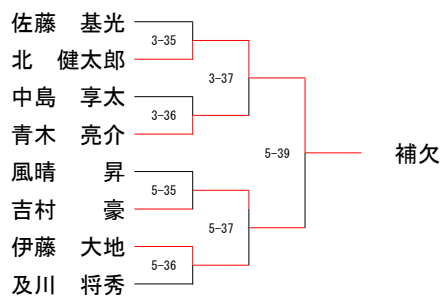 佐藤　基光
3-35
北　健太郎
3-37
中島　享太
3-36
青木　亮介
5-39
補欠
風晴　　昇
5-35
吉村　　豪
5-37
伊藤　大地
5-36
及川　将秀